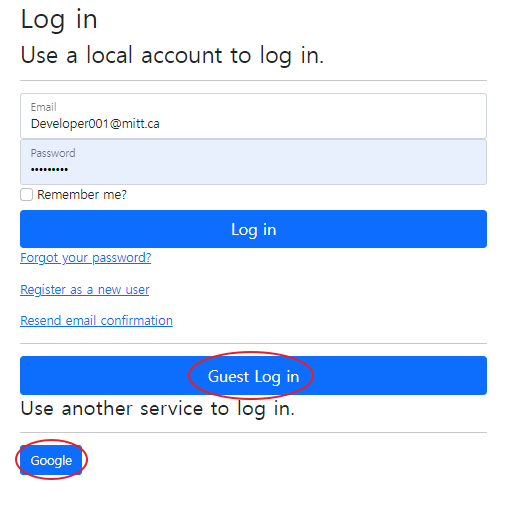 Log in
Use a local account to log in.
Email
Developer001@mitt.ca
Password
•••••••••
Remember me?
Log in
Forgot your password?
Register as a new user
Resend email confirmation
Guest Log in
Use another service to log in.
Google